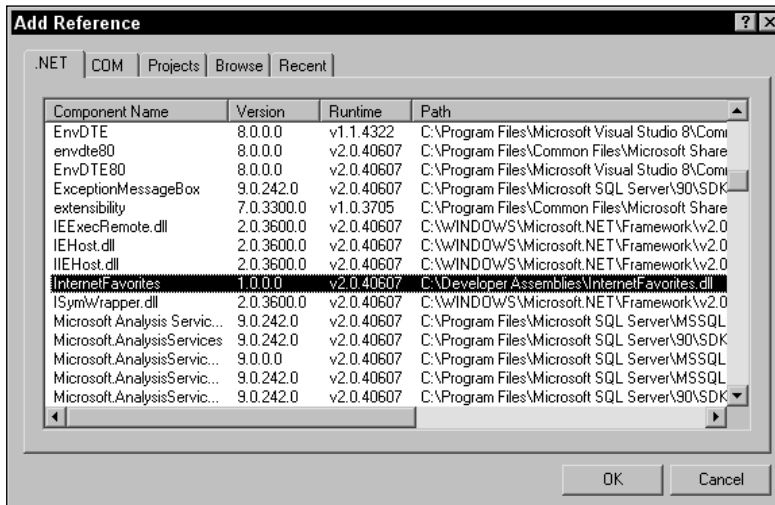 Add Reference
.NET COM Projects Browse Recent
Component Name Version Runtime Path
EnvDTE 8.0.0.0 v1.1.4322 C:\Program Files\Microsoft Visual Studio 8\Com
envdte80 8.0.0.0 v2.0.40607 C:\Program Files\Common Files\Microsoft Share
EnvDTE80 8.0.0.0 v2.0.40607 C:\Program Files\Microsoft Visual Studio 8\Com
ExceptionMessageBox 9.0.242.0 v2.0.40607 C:\Program Files\Microsoft SQL Server\90\SDK
extensibility 7.0.3300.0 v1.0.3705 C:\Program Files\Common Files\Microsoft Share
IEExecRemote.dll 2.0.3600.0 v2.0.40607 C:\WINDOWS\Microsoft.NET\Framework\v2.0
IEHost.dll 2.0.3600.0 v2.0.40607 C:\WINDOWS\Microsoft.NET\Framework\v2.0
IIEHost.dll 2.0.3600.0 v2.0.40607 C:\WINDOWS\Microsoft.NET\Framework\v2.0
InternetFavorites 1.0.0.0 v2.0.40607 C:\Developer Assemblies\InternetFavorites.dll
ISymWrapper.dll 2.0.3600.0 v2.0.40607 C:\WINDOWS\Microsoft.NET\Framework\v2.0
Microsoft Analysis Servic... 9.0.242.0 v2.0.40607 C:\Program Files\Microsoft SQL Server\MSSQL
Microsoft.AnalysisServices 9.0.242.0 v2.0.40607 C:\Program Files\Microsoft SQL Server\90\SDK
Microsoft.AnalysisServic... 9.0.0.0 v2.0.40607 C:\Program Files\Microsoft SQL Server\MSSQL
Microsoft.AnalysisServic... 9.0.242.0 v2.0.40607 C:\Program Files\Microsoft SQL Server\MSSQL
Microsoft.AnalysisServic... 9.0.242.0 v2.0.40607 C:\Program Files\Microsoft SQL Server\90\SDK
OK Cancel